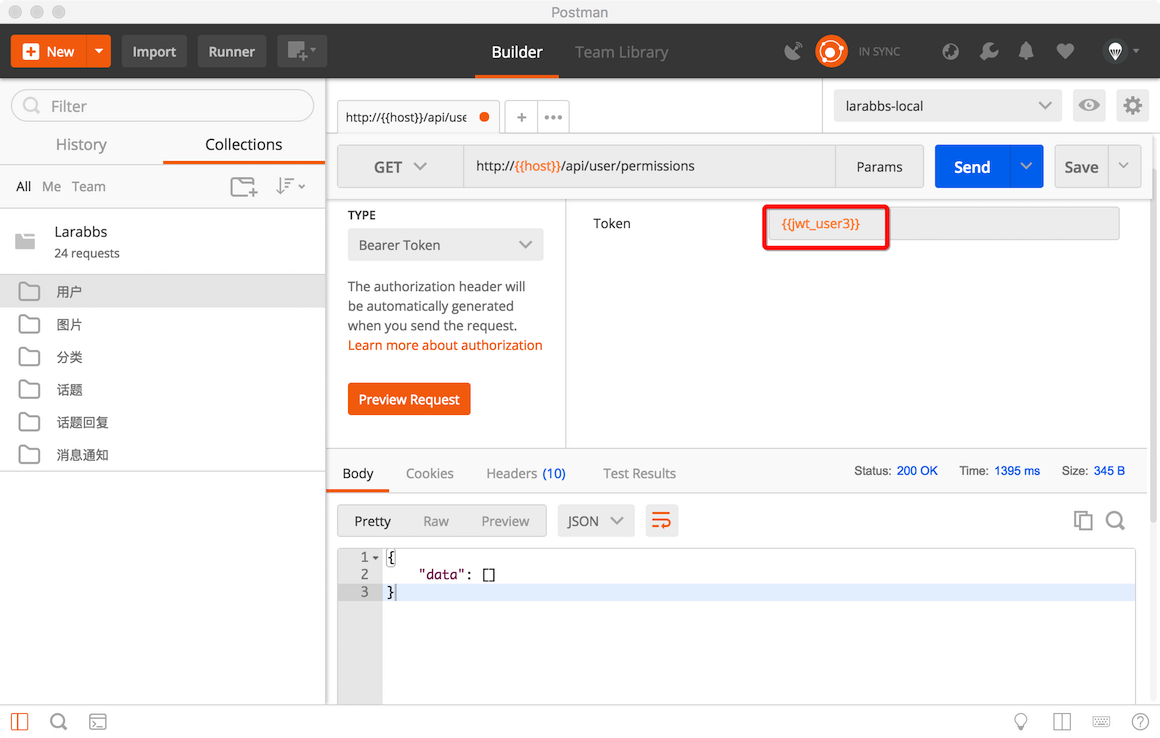 Postman
New
Import
Runner
Builder
Team Library
IN SYNC
Filter
History
Collections
All Me Team
Larabbs
24 requests
用户
图片
分类
话题
话题回复
消息通知
http://{{host}}/api/use
larabbs-local
GET
http://{{host}}/api/user/permissions
Params
Send
Save
TYPE
Bearer Token
The authorization header will
be automatically generated
when you send the request.
Learn more about authorization
Preview Request
Token
{{jwt_user3}}
Body
Cookies
Headers (10)
Test Results
Status: 200 OK
Time: 1395 ms
Size: 345 B
Pretty
Raw
Preview
JSON
1 {
2 "data": []
3 }